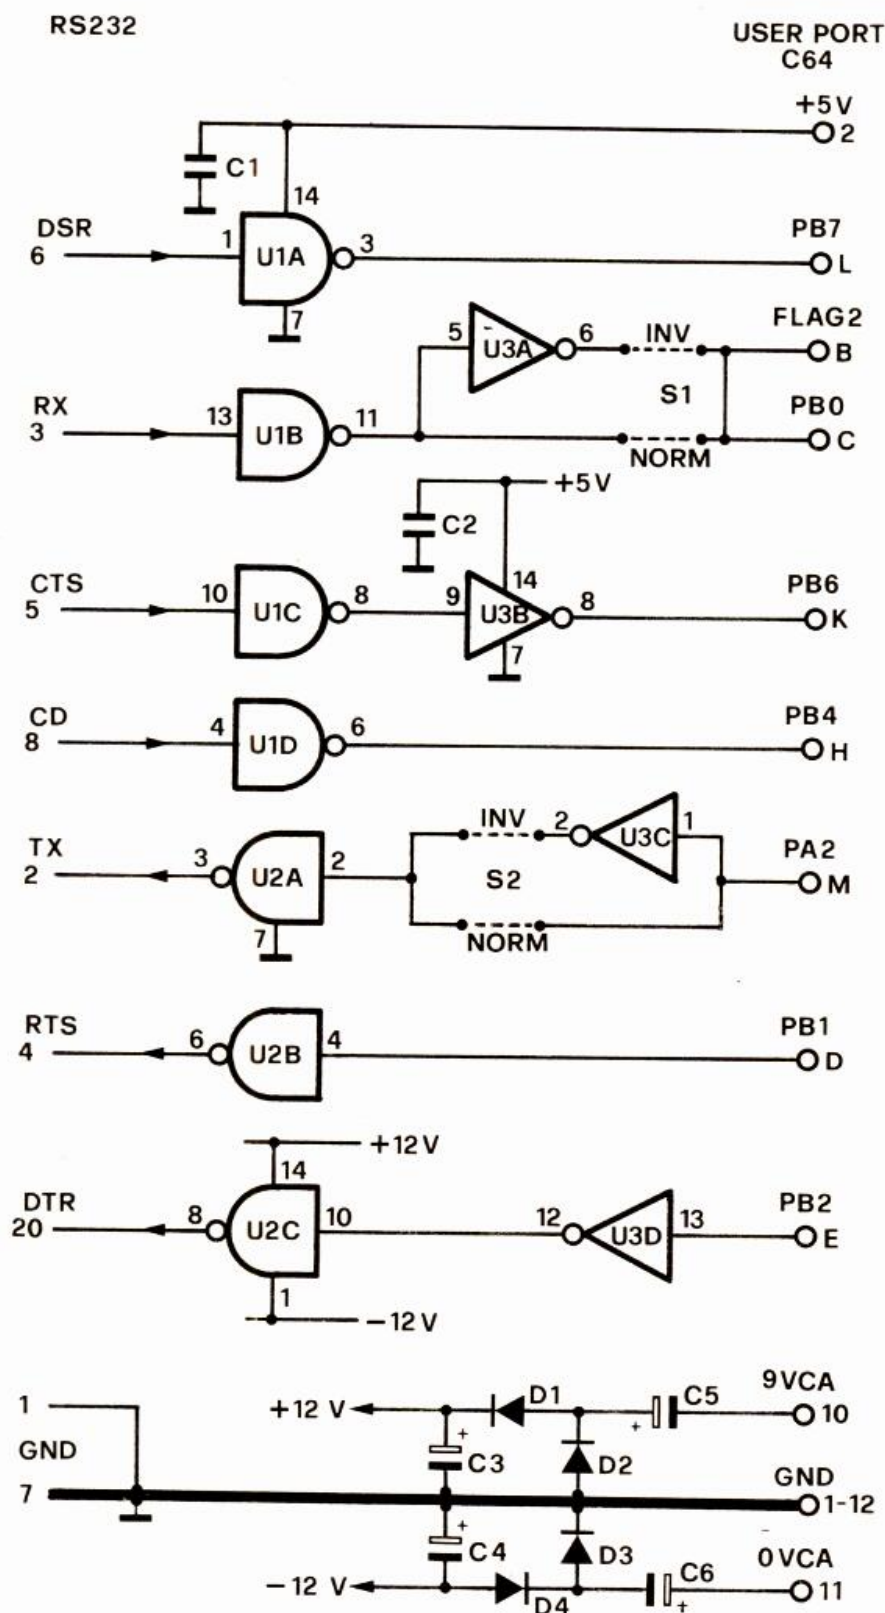 RS232
USER PORT
C64
+5V
2
C1
14
DSR
6
1
U1A
3
7
PB7
L
5
U3A
6
INV
FLAG2
B
S1
RX
3
13
U1B
11
NORM
PB0
C
+5V
C2
14
CTS
5
10
U1C
8
9
U3B
8
7
PB6
K
CD
8
4
U1D
6
PB4
H
INV
2
U3C
1
TX
2
3
U2A
2
S2
PA2
M
7
NORM
RTS
4
6
U2B
4
PB1
D
+12V
14
DTR
20
8
U2C
10
12
U3D
13
PB2
E
1
-12V
1
+12 V
D1
C5
+
9VCA
10
+
C3
D2
GND
7
GND
1-12
+
C4
D3
0VCA
-12 V
D4
C6
+
11